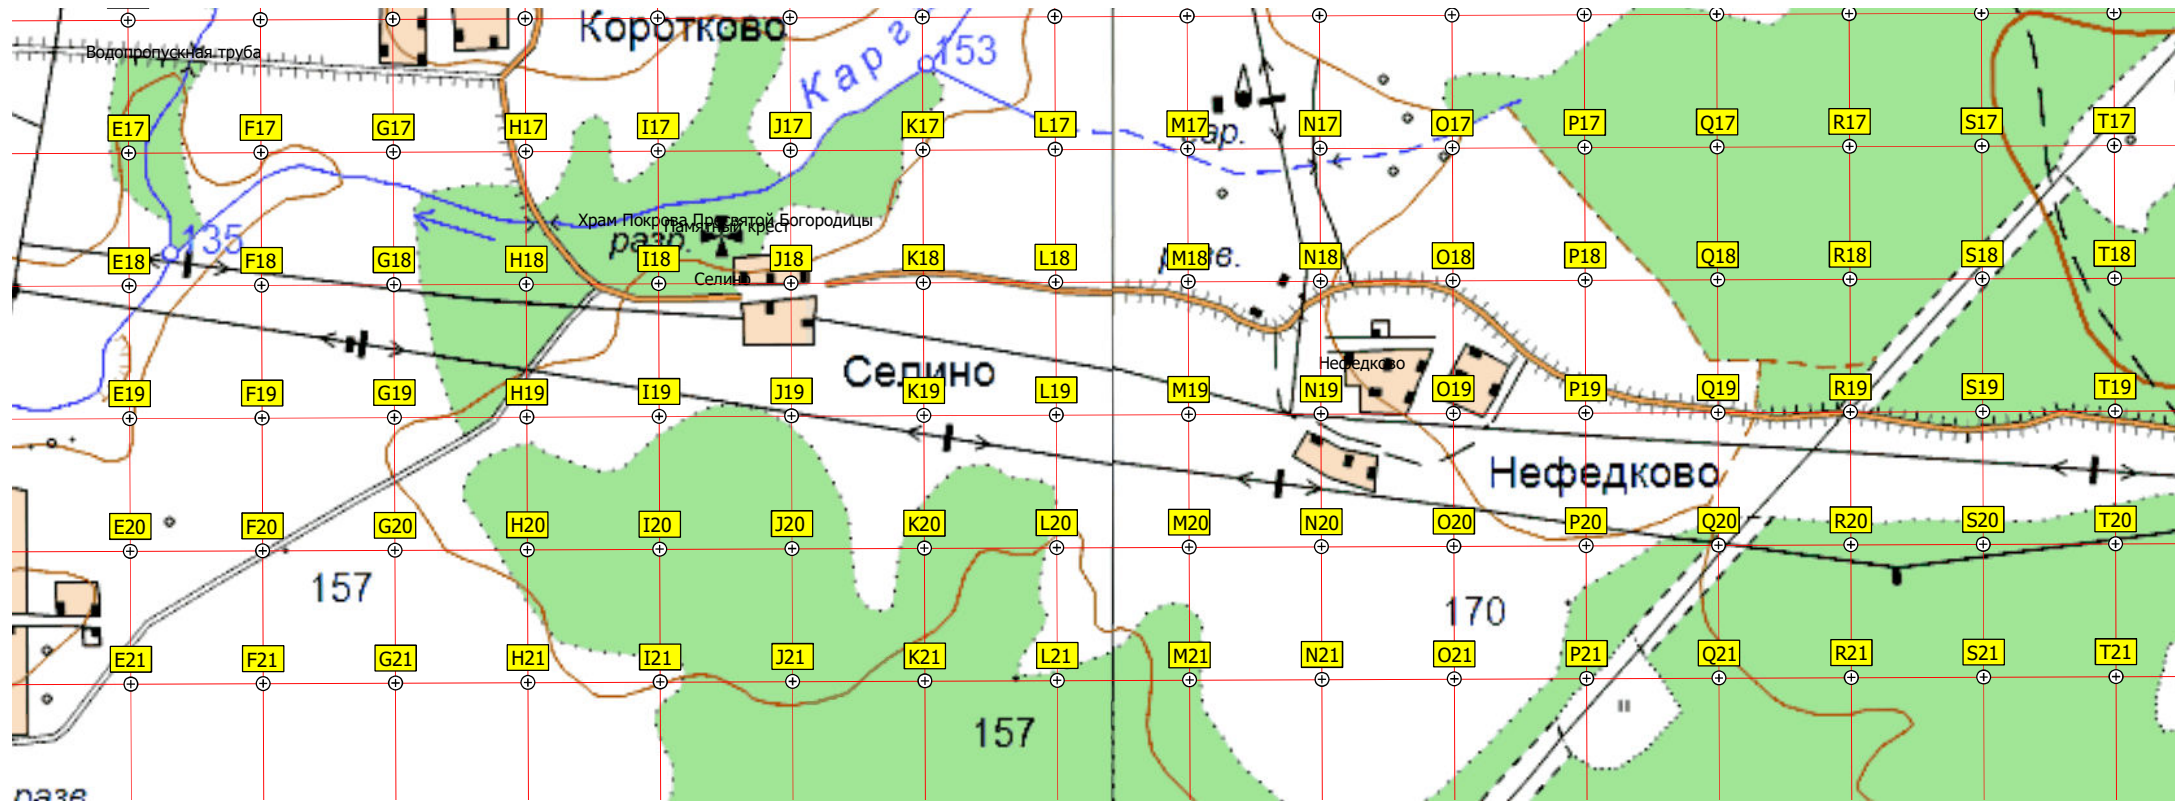 Коротково
Водопропускная труба
Карг
153
E17 F17 G17 H17 I17 J17 K17 L17 M17 N17 O17 P17 Q17 R17 S17 T17
ар.
Храм Покрова Пресвятой Богородицы
Памятный крест
разр.
135
E18 F18 G18 H18 I18 J18 K18 L18 M18 N18 O18 P18 Q18 R18 S18 T18
Селино
Нефедково
Селино
E19 F19 G19 H19 I19 J19 K19 L19 M19 N19 O19 P19 Q19 R19 S19 T19
Нефедково
E20 F20 G20 H20 I20 J20 K20 L20 M20 N20 O20 P20 Q20 R20 S20 T20
157
170
E21 F21 G21 H21 I21 J21 K21 L21 M21 N21 O21 P21 Q21 R21 S21 T21
157